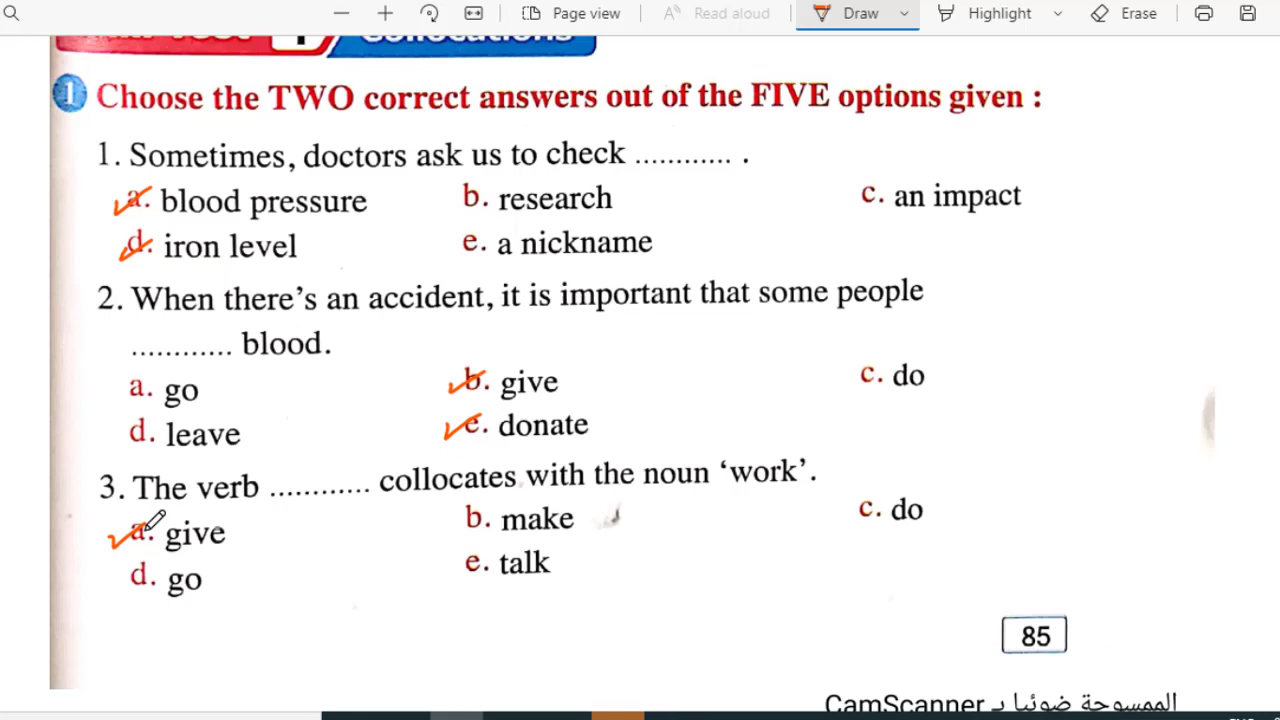 Page view
Read aloud
Draw
Highlight
Erase
Collocations
1 Choose the TWO correct answers out of the FIVE options given :
1. Sometimes, doctors ask us to check ............ .
a. blood pressure b. research c. an impact
d. iron level e. a nickname
2. When there's an accident, it is important that some people
............ blood.
a. go b. give c. do
d. leave e. donate
3. The verb ............ collocates with the noun ‘work’.
a. give b. make c. do
d. go e. talk
85
الممسوحة ضوئيا بـ CamScanner